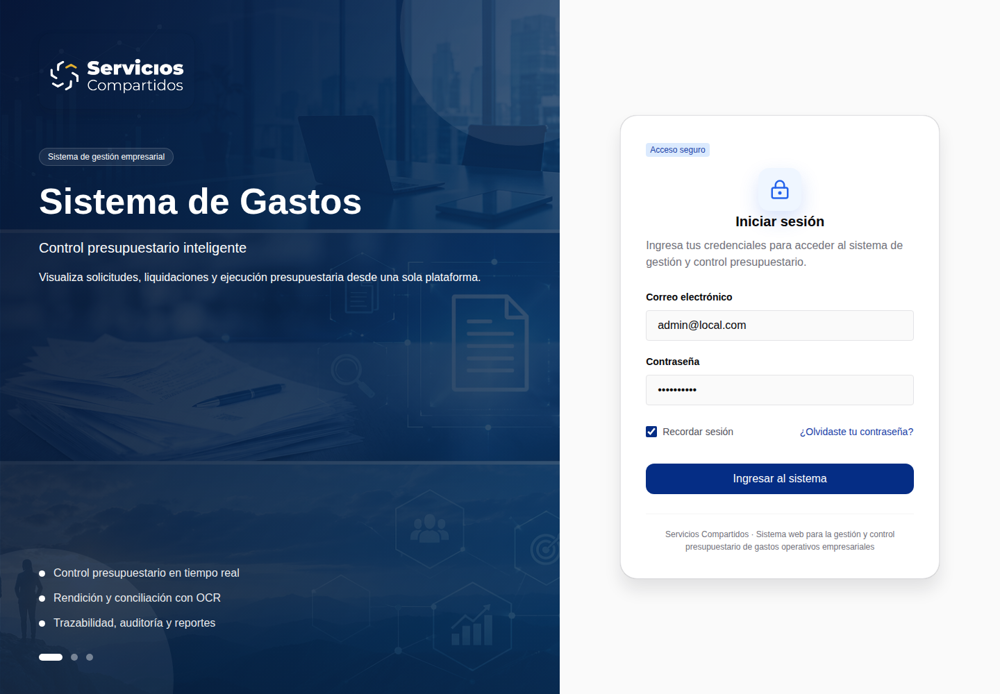 Servicios
Compartidos
Sistema de gestión empresarial
Sistema de Gastos
Control presupuestario inteligente
Visualiza solicitudes, liquidaciones y ejecución presupuestaria desde una sola plataforma.
Control presupuestario en tiempo real
Rendición y conciliación con OCR
Trazabilidad, auditoría y reportes
Acceso seguro
Iniciar sesión
Ingresa tus credenciales para acceder al sistema de
gestión y control presupuestario.
Correo electrónico
admin@local.com
Contraseña
••••••••••
Recordar sesión
¿Olvidaste tu contraseña?
Ingresar al sistema
Servicios Compartidos · Sistema web para la gestión y control
presupuestario de gastos operativos empresariales